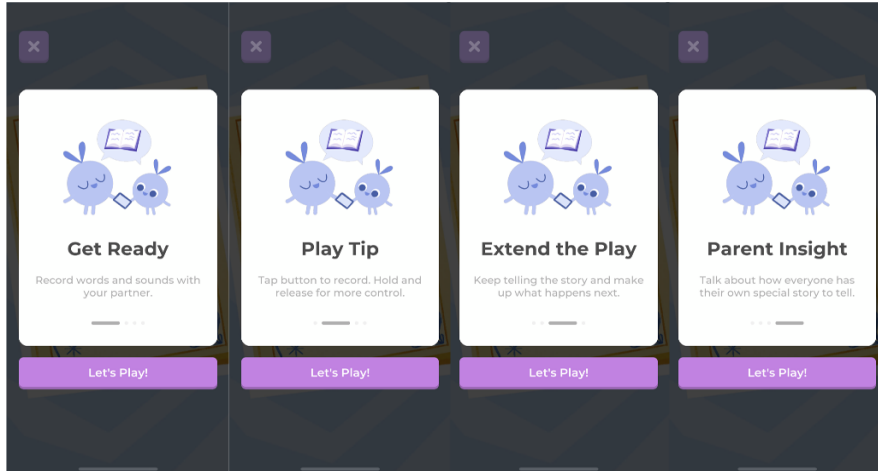 Get Ready
Record words and sounds with
your partner.
Let's Play!
Play Tip
Tap button to record. Hold and
release for more control.
Let's Play!
Extend the Play
Keep telling the story and make
up what happens next.
Let's Play!
Parent Insight
Talk about how everyone has
their own special story to tell.
Let's Play!